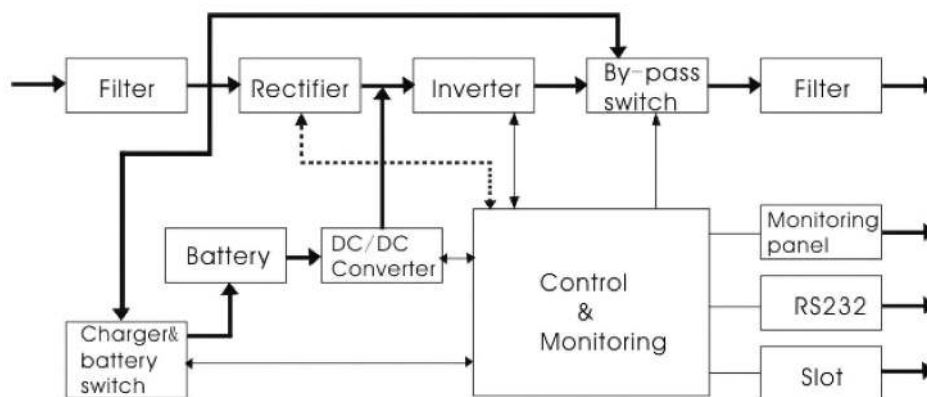 Filter
Rectifier
Inverter
By-pass
switch
Filter
Battery
DC/DC
Converter
Control
&
Monitoring
Monitoring
panel
RS232
Slot
Charger&
battery
switch